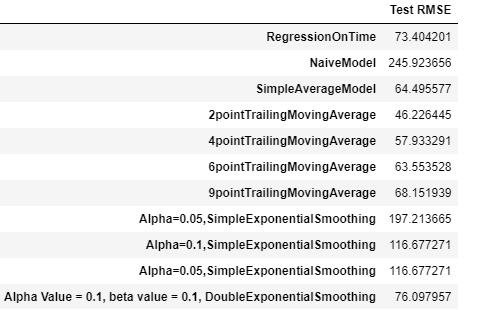 Test RMSE
RegressionOnTime 73.404201
NaiveModel 245.923656
SimpleAverageModel 64.495577
2pointTrailingMovingAverage 46.226445
4pointTrailingMovingAverage 57.933291
6pointTrailingMovingAverage 63.553528
9pointTrailingMovingAverage 68.151939
Alpha=0.05,SimpleExponentialSmoothing 197.213665
Alpha=0.1,SimpleExponentialSmoothing 116.677271
Alpha=0.05,SimpleExponentialSmoothing 116.677271
Alpha Value = 0.1, beta value = 0.1, DoubleExponentialSmoothing 76.097957